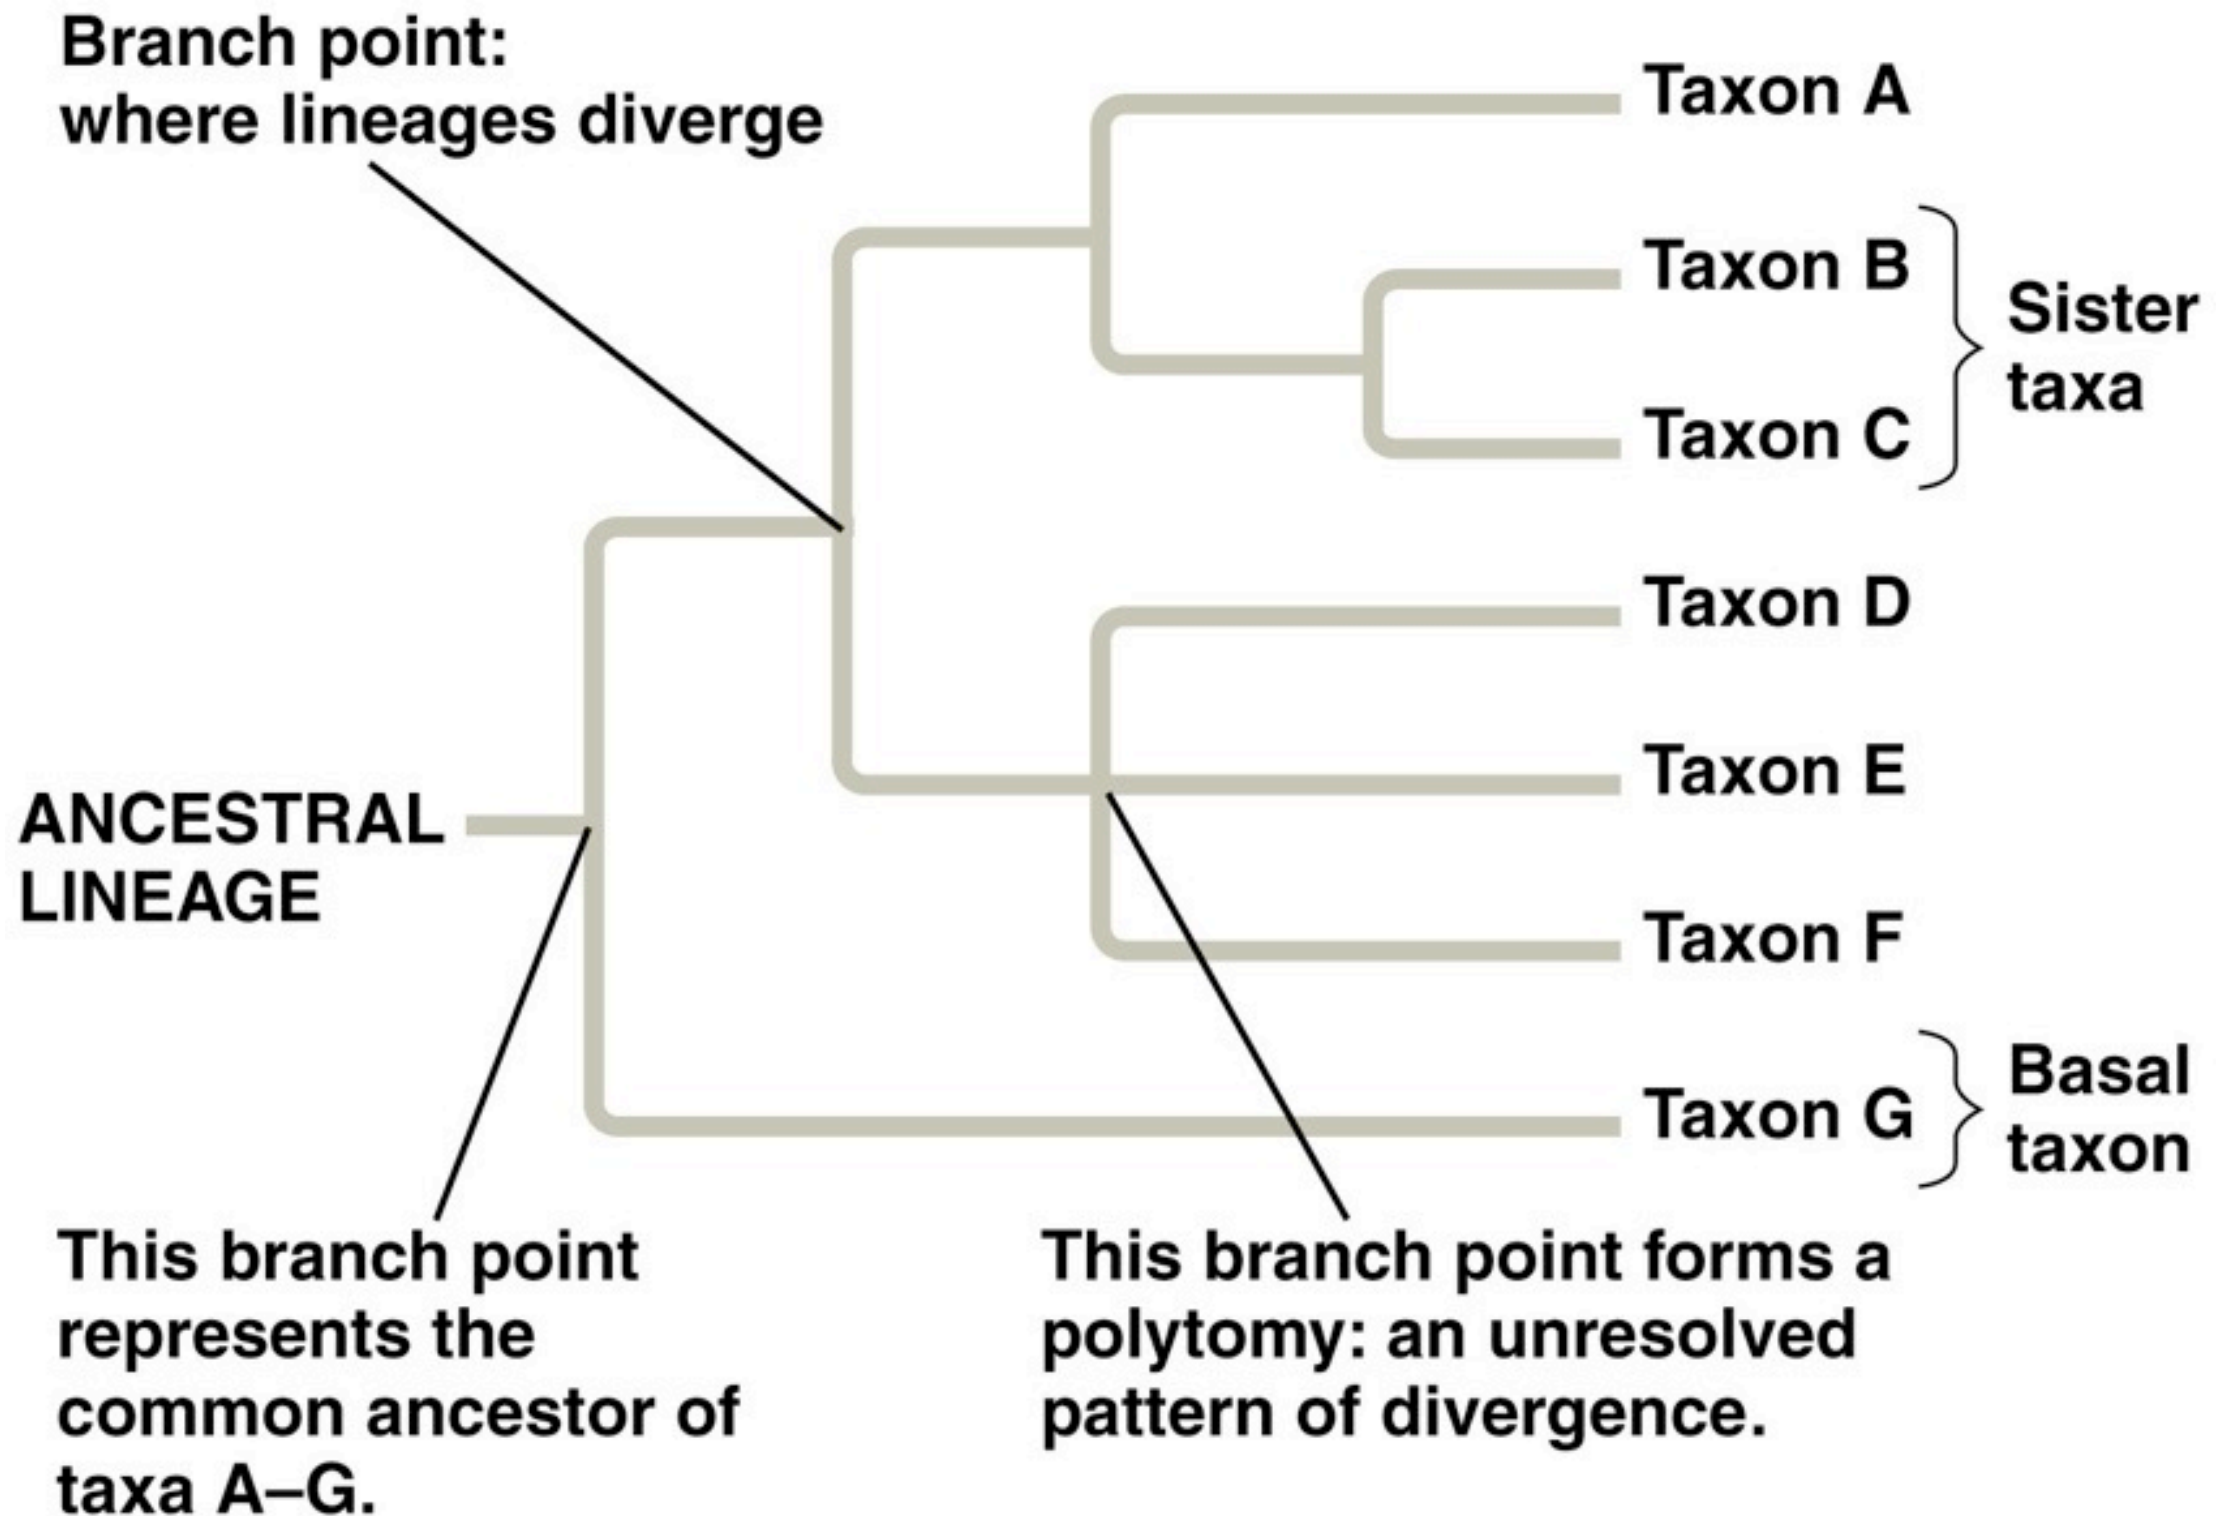 Branch point:
where lineages diverge
Taxon A
Taxon B
Taxon C
Sister
taxa
Taxon D
Taxon E
Taxon F
ANCESTRAL
LINEAGE
Taxon G
Basal
taxon
This branch point
represents the
common ancestor of
taxa A–G.
This branch point forms a
polytomy: an unresolved
pattern of divergence.